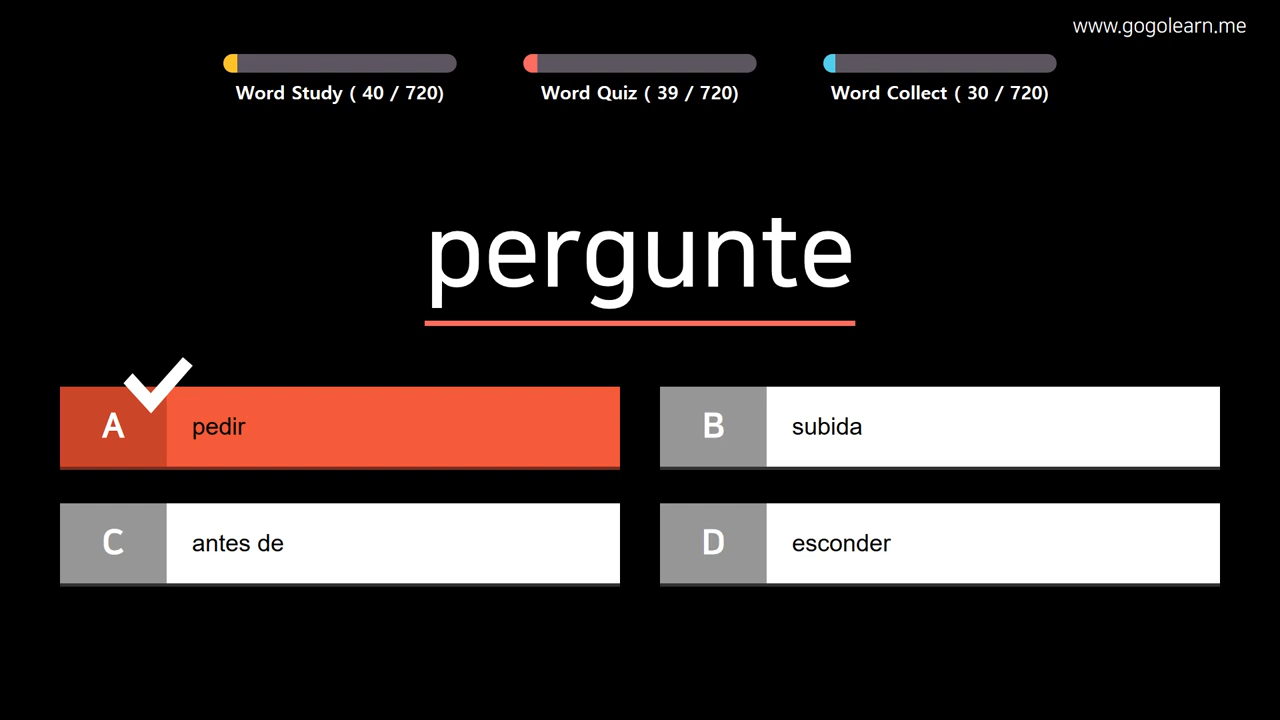 www.gogolearn.me
Word Study ( 40 / 720)
Word Quiz ( 39 / 720)
Word Collect ( 30 / 720)
pergunte
A pedir
B subida
C antes de
D esconder